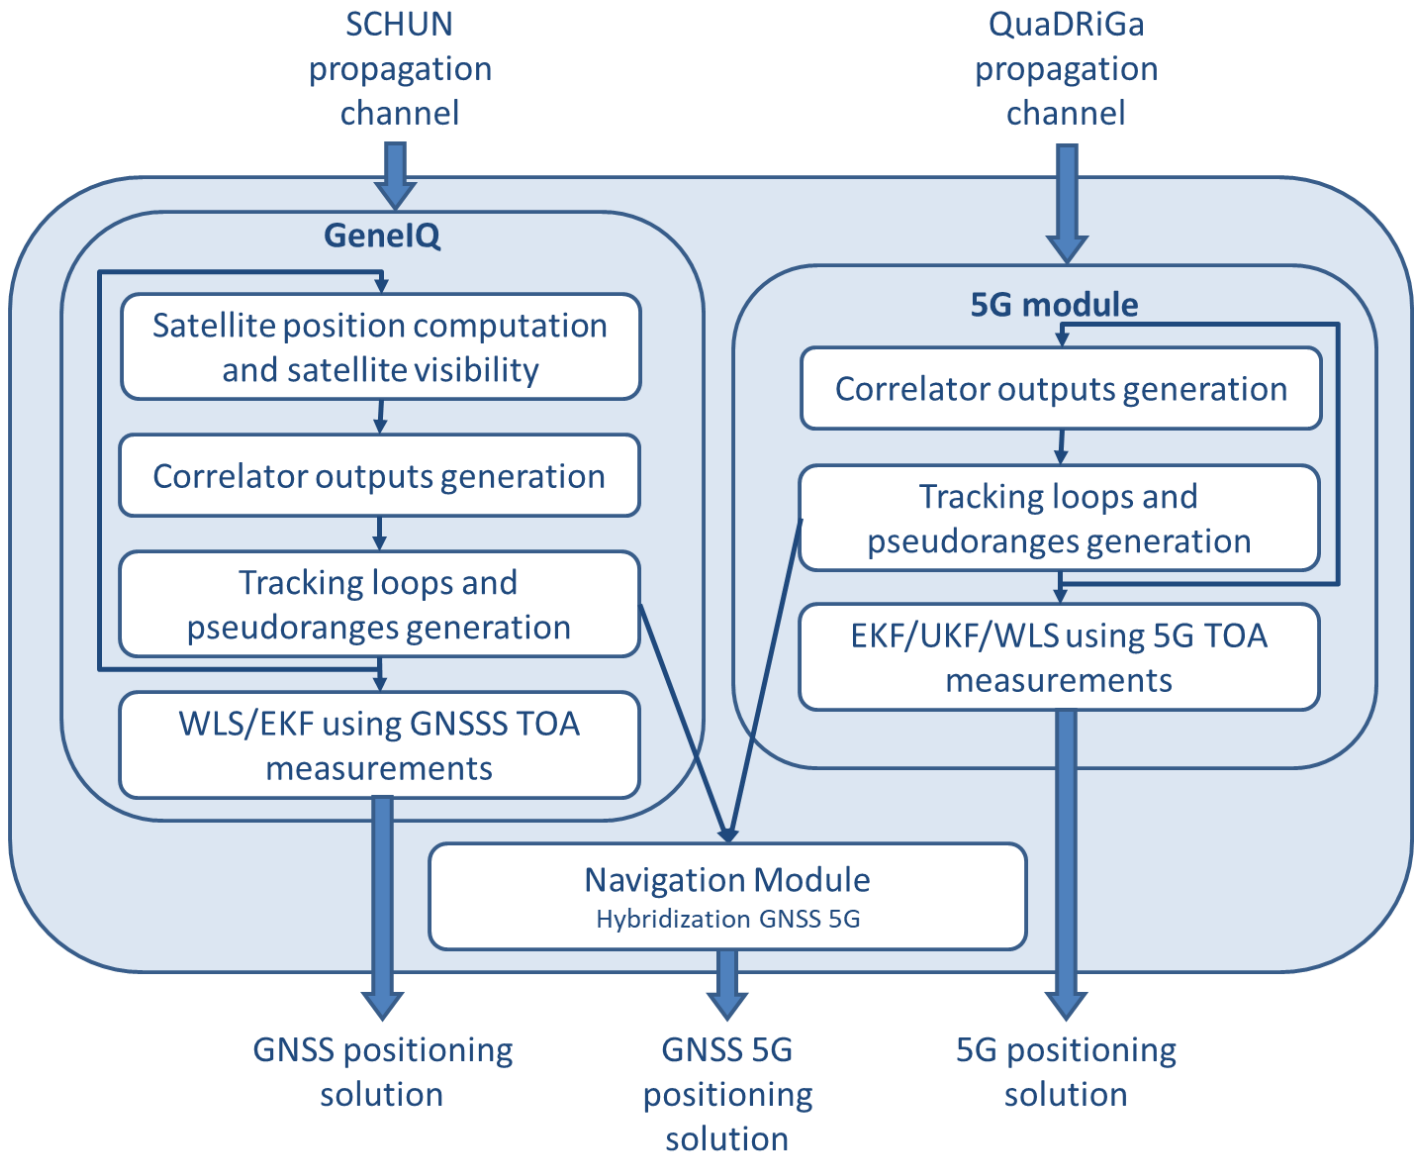 SCHUN
propagation
channel
QuaDRiGa
propagation
channel
GeneIQ
Satellite position computation
and satellite visibility
Correlator outputs generation
Tracking loops and
pseudoranges generation
WLS/EKF using GNSSS TOA
measurements
5G module
Correlator outputs generation
Tracking loops and
pseudoranges generation
EKF/UKF/WLS using 5G TOA
measurements
Navigation Module
Hybridization GNSS 5G
GNSS positioning
solution
GNSS 5G
positioning
solution
5G positioning
solution